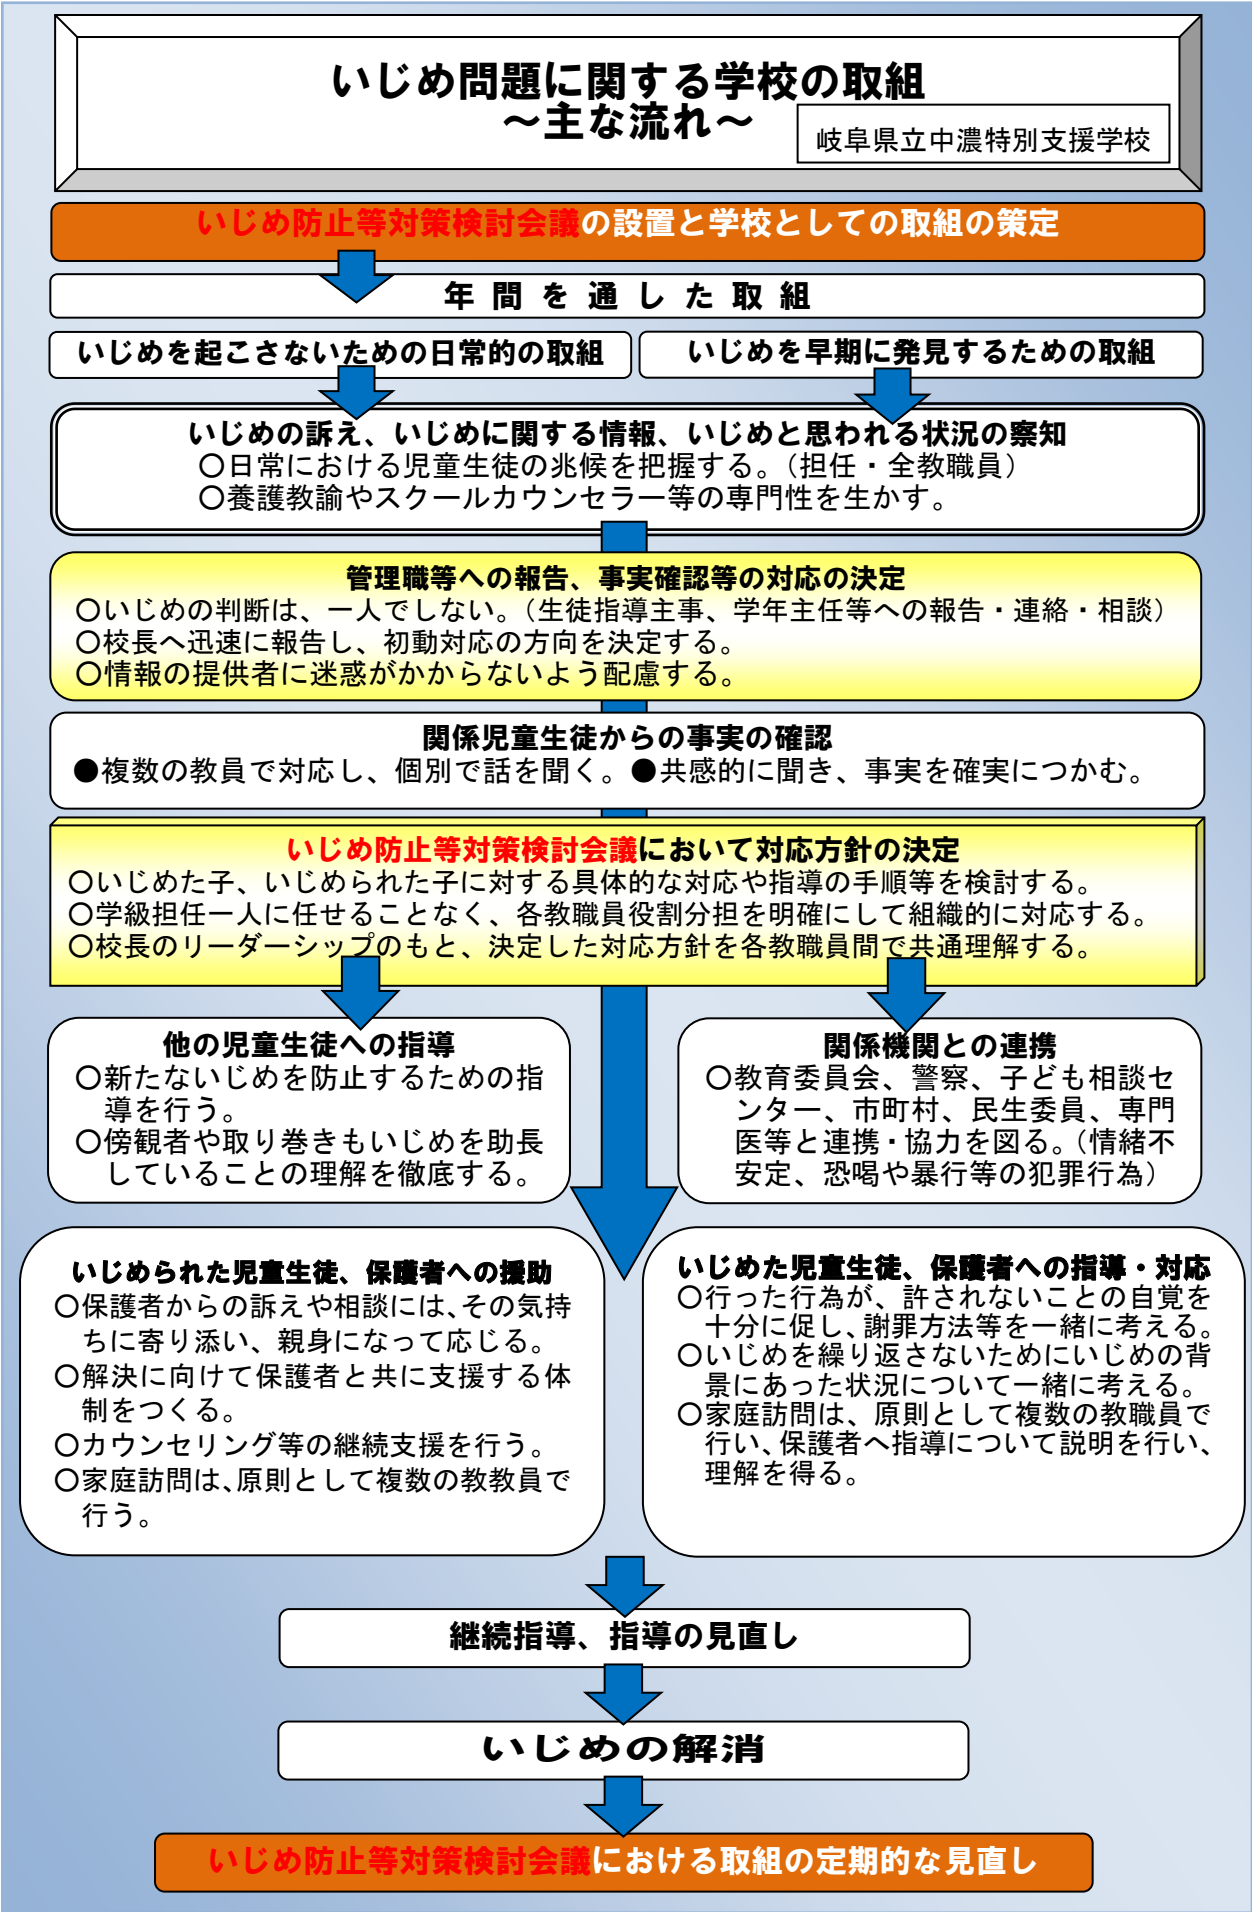 いじめ問題に関する学校の取組
～主な流れ～
岐阜県立中濃特別支援学校
いじめ防止等対策検討会議の設置と学校としての取組の策定
年間を通した取組
いじめを起こさないための日常的の取組
いじめを早期に発見するための取組
いじめの訴え、いじめに関する情報、いじめと思われる状況の察知
〇日常における児童生徒の兆候を把握する。（担任・全教職員）
〇養護教諭やスクールカウンセラー等の専門性を生かす。
管理職等への報告、事実確認等の対応の決定
〇いじめの判断は、一人でしない。（生徒指導主事、学年主任等への報告・連絡・相談）
〇校長へ迅速に報告し、初動対応の方向を決定する。
〇情報の提供者に迷惑がかからないよう配慮する。
関係児童生徒からの事実の確認
●複数の教員で対応し、個別で話を聞く。●共感的に聞き、事実を確実につかむ。
いじめ防止等対策検討会議において対応方針の決定
〇いじめた子、いじめられた子に対する具体的な対応や指導の手順等を検討する。
〇学級担任一人に任せることなく、各教職員役割分担を明確にして組織的に対応する。
〇校長のリーダーシップのもと、決定した対応方針を各教職員間で共通理解する。
他の児童生徒への指導
〇新たないじめを防止するための指
導を行う。
〇傍観者や取り巻きもいじめを助長
していることの理解を徹底する。
関係機関との連携
〇教育委員会、警察、子ども相談セ
ンター、市町村、民生委員、専門
医等と連携・協力を図る。（情緒不
安定、恐喝や暴行等の犯罪行為）
いじめられた児童生徒、保護者への援助
〇保護者からの訴えや相談には、その気持
ちに寄り添い、親身になって応じる。
〇解決に向けて保護者と共に支援する体
制をつくる。
〇カウンセリング等の継続支援を行う。
〇家庭訪問は、原則として複数の教教員で
行う。
いじめた児童生徒、保護者への指導・対応
〇行った行為が、許されないことの自覚を
十分に促し、謝罪方法等を一緒に考える。
〇いじめを繰り返さないためにいじめの背
景にあった状況について一緒に考える。
〇家庭訪問は、原則として複数の教職員で
行い、保護者へ指導について説明を行い、
理解を得る。
継続指導、指導の見直し
いじめの解消
いじめ防止等対策検討会議における取組の定期的な見直し